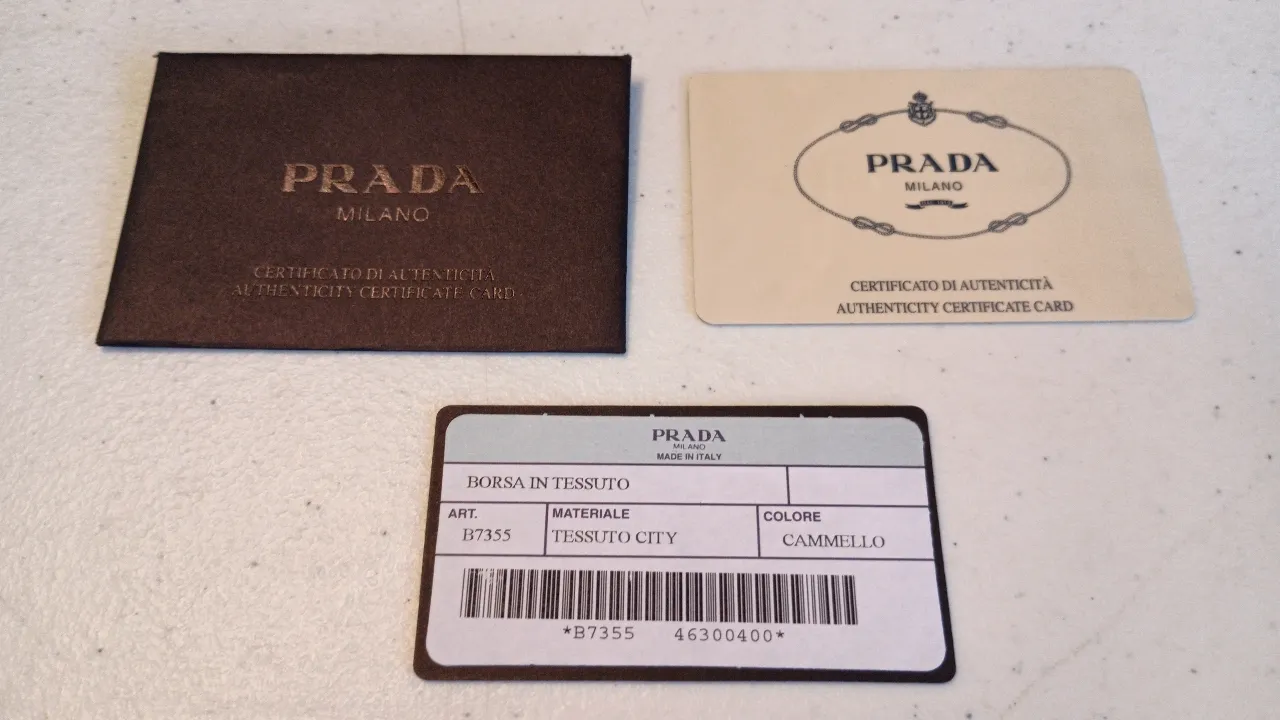 PRADA
MILANO
CERTIFICATO DI AUTENTICITÀ
AUTHENTICITY CERTIFICATE CARD
PRADA
MILANO
CERTIFICATO DI AUTENTICITÀ
AUTHENTICITY CERTIFICATE CARD
PRADA
MILANO
MADE IN ITALY
BORSA IN TESSUTO
ART. MATERIALE COLORE
B7355 TESSUTO CITY CAMMELLO
*B7355 46300400*